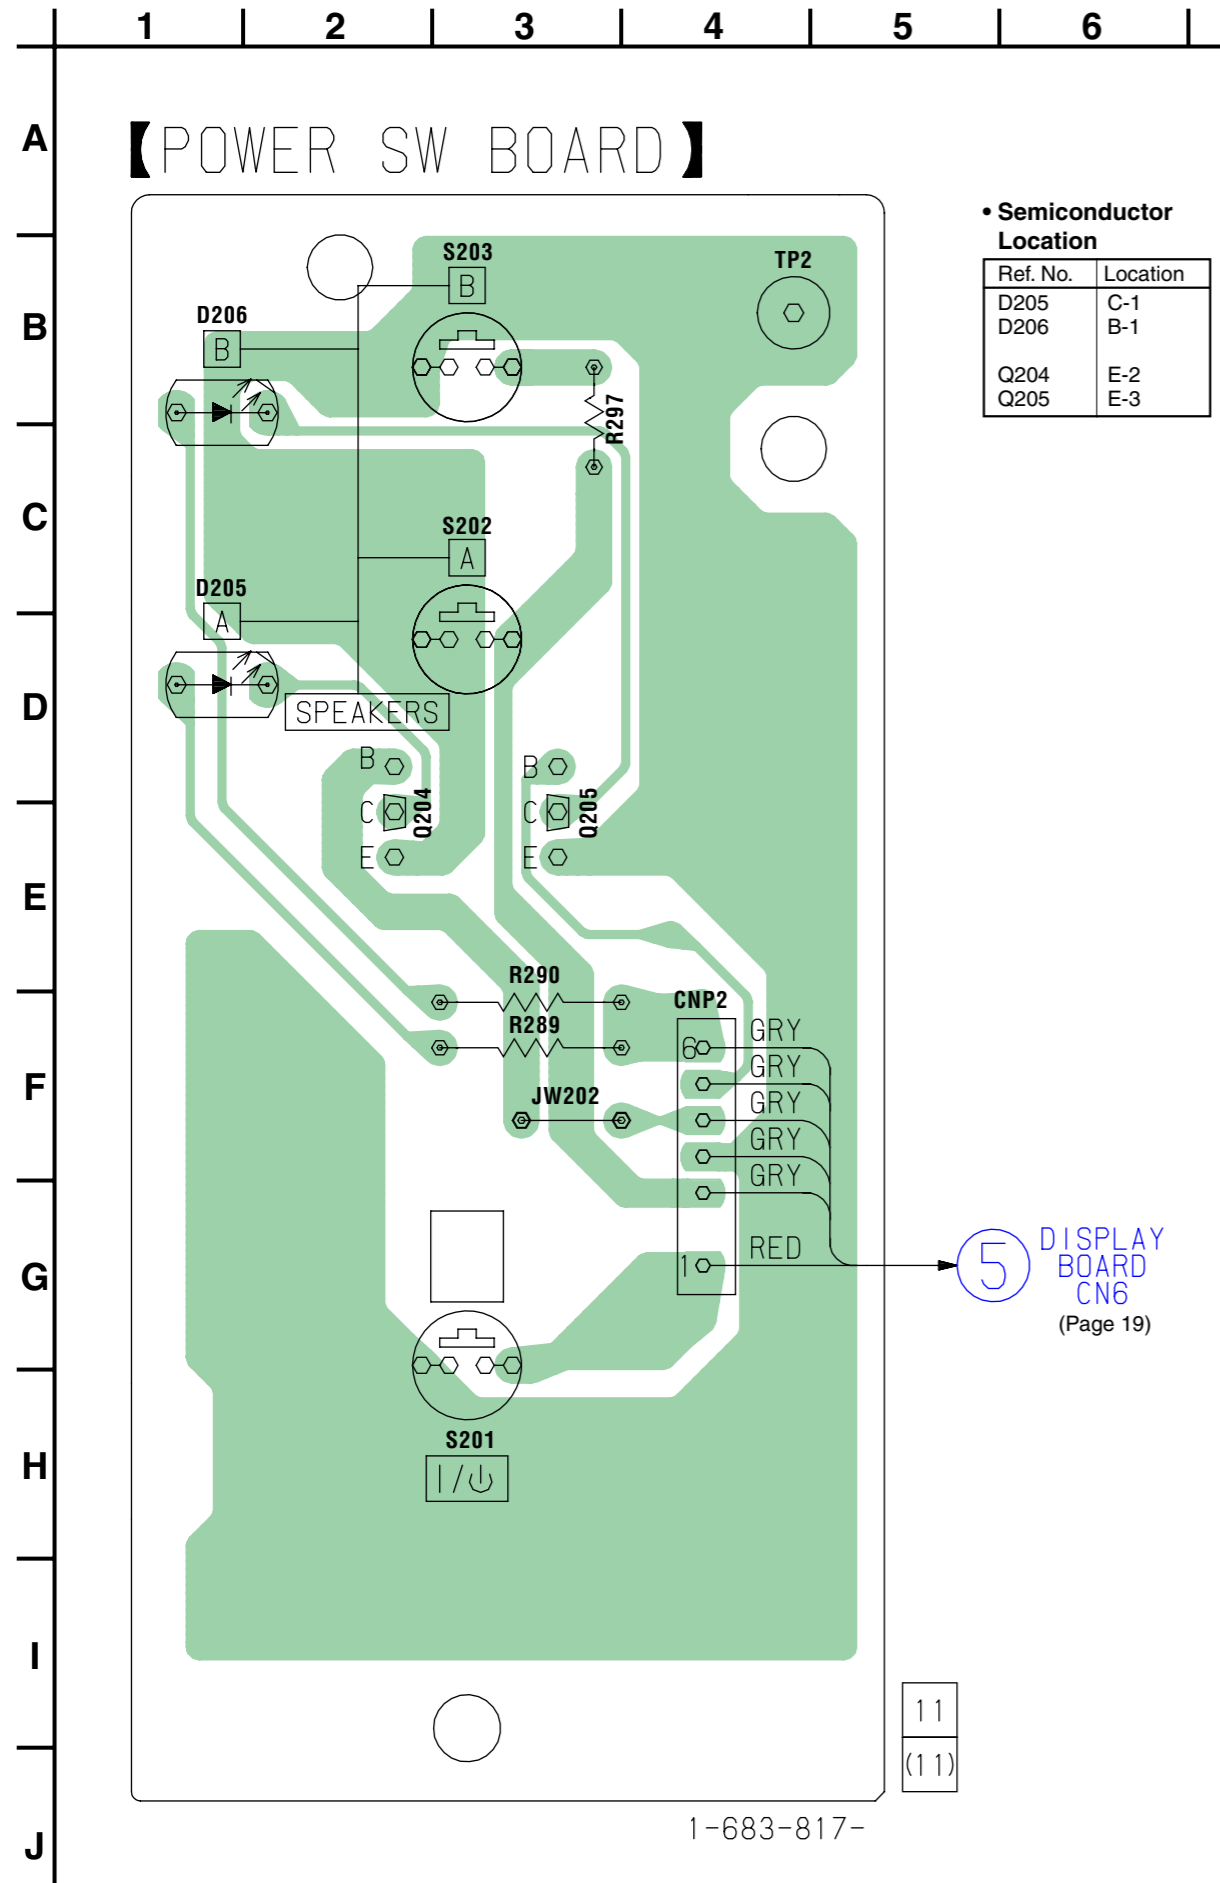 1 2 3 4 5 6
A
【POWER SW BOARD】
• Semiconductor
Location
Ref. No. Location
D205 C-1
D206 B-1
Q204 E-2
Q205 E-3
S203
B
TP2
B
D206
B
R297
C
S202
A
D205
A
D
SPEAKERS
B
B
C
Q204
C
Q205
E
E
E
R290
CNP2
R289
6
GRY
GRY
F
JW202
GRY
GRY
GRY
G
1
RED
5
DISPLAY
BOARD
CN6
(Page 19)
S201
H
I/⏻
I
11
(11)
1-683-817-
J